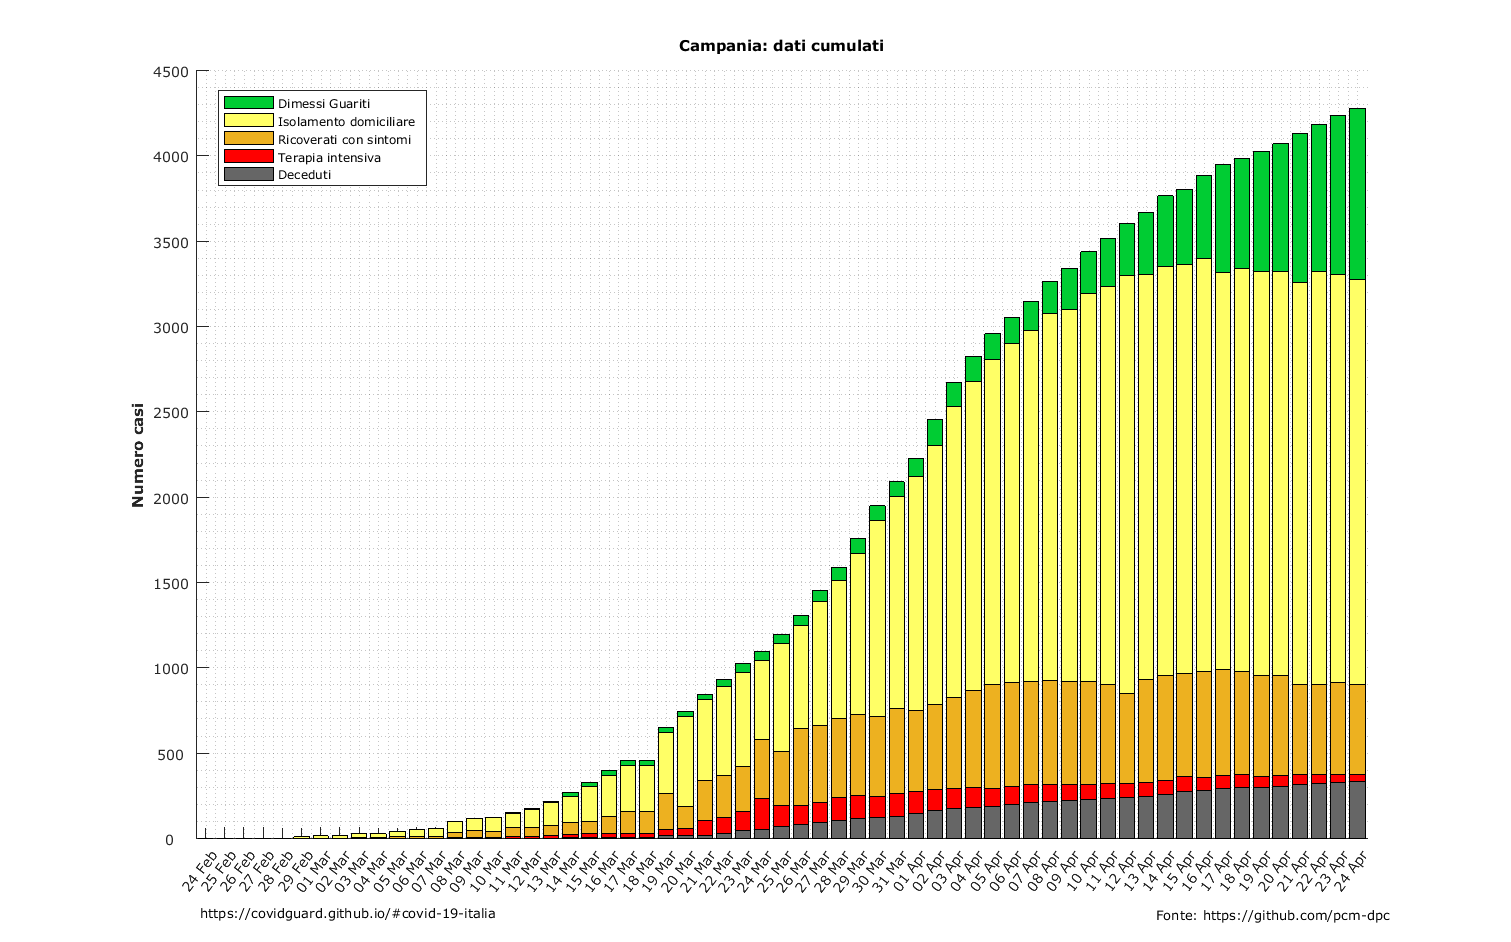 Campania: dati cumulati
4500
4000
3500
3000
2500
2000
1500
1000
500
0
Numero casi
Dimessi Guariti
Isolamento domiciliare
Ricoverati con sintomi
Terapia intensiva
Deceduti
24 Feb
25 Feb
26 Feb
27 Feb
28 Feb
29 Feb
01 Mar
02 Mar
03 Mar
04 Mar
05 Mar
06 Mar
07 Mar
08 Mar
09 Mar
10 Mar
11 Mar
12 Mar
13 Mar
14 Mar
15 Mar
16 Mar
17 Mar
18 Mar
19 Mar
20 Mar
21 Mar
22 Mar
23 Mar
24 Mar
25 Mar
26 Mar
27 Mar
28 Mar
29 Mar
30 Mar
31 Mar
01 Apr
02 Apr
03 Apr
04 Apr
05 Apr
06 Apr
07 Apr
08 Apr
09 Apr
10 Apr
11 Apr
12 Apr
13 Apr
14 Apr
15 Apr
16 Apr
17 Apr
18 Apr
19 Apr
20 Apr
21 Apr
22 Apr
23 Apr
24 Apr
https://covidguard.github.io/#covid-19-italia
Fonte: https://github.com/pcm-dpc